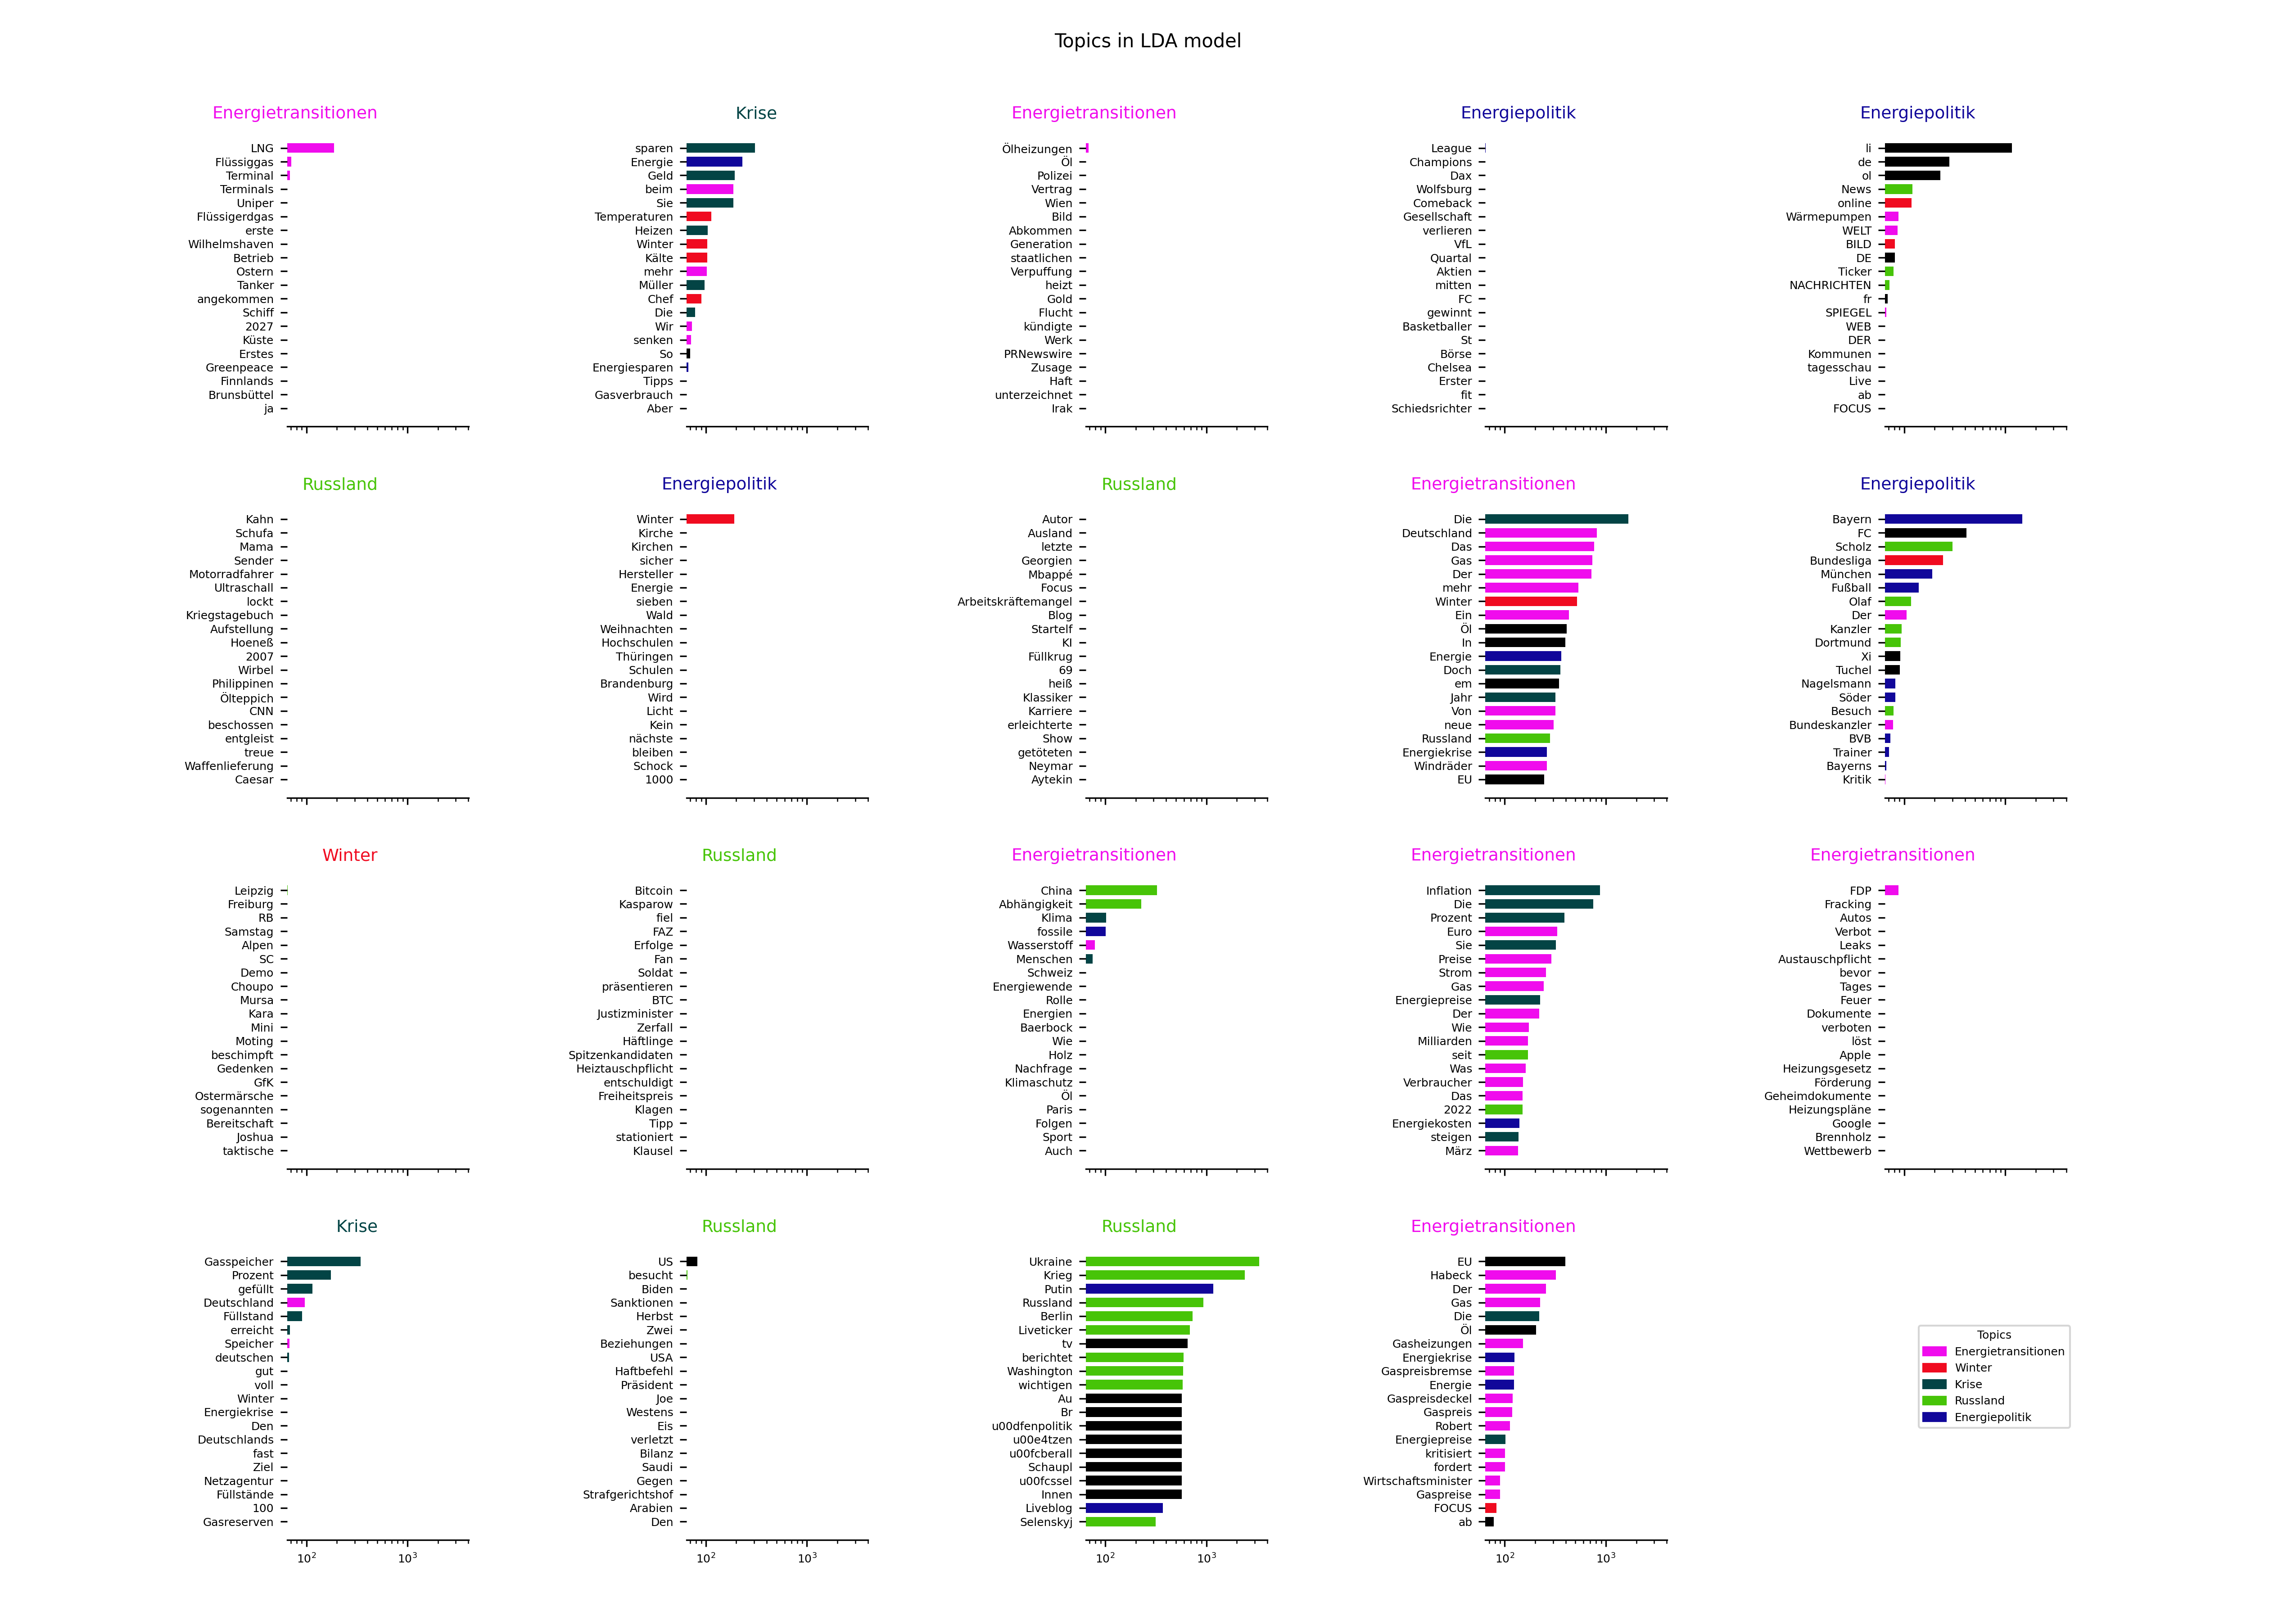 Topics in LDA model
Energietransitionen
LNG
Flüssiggas
Terminal
Terminals
Uniper
Flüssigerdgas
erste
Wilhelmshaven
Betrieb
Ostern
Tanker
angekommen
Schiff
2027
Küste
Erstes
Greenpeace
Finnlands
Brunsbüttel
ja
Krise
sparen
Energie
Geld
beim
Sie
Temperaturen
Heizen
Winter
Kälte
mehr
Müller
Chef
Die
Wir
senken
So
Energiesparen
Tipps
Gasverbrauch
Aber
Energietransitionen
Ölheizungen
Öl
Polizei
Vertrag
Wien
Bild
Abkommen
Generation
staatlichen
Verpuffung
heizt
Gold
Flucht
kündigte
Werk
PRNewswire
Zusage
Haft
unterzeichnet
Irak
Energiepolitik
League
Champions
Dax
Wolfsburg
Comeback
Gesellschaft
verlieren
VfL
Quartal
Aktien
mitten
FC
gewinnt
Basketballer
St
Börse
Chelsea
Erster
fit
Schiedsrichter
Energiepolitik
li
de
ol
News
online
Wärmepumpen
WELT
BILD
DE
Ticker
NACHRICHTEN
fr
SPIEGEL
WEB
DER
Kommunen
tagesschau
Live
ab
FOCUS
Russland
Kahn
Schufa
Mama
Sender
Motorradfahrer
Ultraschall
lockt
Kriegstagebuch
Aufstellung
Hoeneß
2007
Wirbel
Philippinen
Ölteppich
CNN
beschossen
entgleist
treue
Waffenlieferung
Caesar
Energiepolitik
Winter
Kirche
Kirchen
sicher
Hersteller
Energie
sieben
Wald
Weihnachten
Hochschulen
Thüringen
Schulen
Brandenburg
Wird
Licht
Kein
nächste
bleiben
Schock
1000
Russland
Autor
Ausland
letzte
Georgien
Mbappé
Focus
Arbeitskräftemangel
Blog
Startelf
KI
Füllkrug
69
heiß
Klassiker
Karriere
erleichterte
Show
getöteten
Neymar
Aytekin
Energietransitionen
Die
Deutschland
Das
Gas
Der
mehr
Winter
Ein
Öl
In
Energie
Doch
em
Jahr
Von
neue
Russland
Energiekrise
Windräder
EU
Energiepolitik
Bayern
FC
Scholz
Bundesliga
München
Fußball
Olaf
Der
Kanzler
Dortmund
Xi
Tuchel
Nagelsmann
Söder
Besuch
Bundeskanzler
BVB
Trainer
Bayerns
Kritik
Winter
Leipzig
Freiburg
RB
Samstag
Alpen
SC
Demo
Choupo
Mursa
Kara
Mini
Moting
beschimpft
Gedenken
GfK
Ostermärsche
sogenannten
Bereitschaft
Joshua
taktische
Russland
Bitcoin
Kasparow
fiel
FAZ
Erfolge
Fan
Soldat
präsentieren
BTC
Justizminister
Zerfall
Häftlinge
Spitzenkandidaten
Heiztauschpflicht
entschuldigt
Freiheitspreis
Klagen
Tipp
stationiert
Klausel
Energietransitionen
China
Abhängigkeit
Klima
fossile
Wasserstoff
Menschen
Schweiz
Energiewende
Rolle
Energien
Baerbock
Wie
Holz
Nachfrage
Klimaschutz
Öl
Paris
Folgen
Sport
Auch
Energietransitionen
Inflation
Die
Prozent
Euro
Sie
Preise
Strom
Gas
Energiepreise
Der
Wie
Milliarden
seit
Was
Verbraucher
Das
2022
Energiekosten
steigen
März
Energietransitionen
FDP
Fracking
Autos
Verbot
Leaks
Austauschpflicht
bevor
Tages
Feuer
Dokumente
verboten
löst
Apple
Heizungsgesetz
Förderung
Geheimdokumente
Heizungspläne
Google
Brennholz
Wettbewerb
Krise
Gasspeicher
Prozent
gefüllt
Deutschland
Füllstand
erreicht
Speicher
deutschen
gut
voll
Winter
Energiekrise
Den
Deutschlands
fast
Ziel
Netzagentur
Füllstände
100
Gasreserven
10²
10³
Russland
US
besucht
Biden
Sanktionen
Herbst
Zwei
Beziehungen
USA
Haftbefehl
Präsident
Joe
Westens
Eis
verletzt
Bilanz
Saudi
Gegen
Strafgerichtshof
Arabien
Den
10²
10³
Russland
Ukraine
Krieg
Putin
Russland
Berlin
Liveticker
tv
berichtet
Washington
wichtigen
Au
Br
u00dfenpolitik
u00e4tzen
u00fcberall
Schaupl
u00fcssel
Innen
Liveblog
Selenskyj
10²
10³
Energietransitionen
EU
Habeck
Der
Gas
Die
Öl
Gasheizungen
Energiekrise
Gaspreisbremse
Energie
Gaspreisdeckel
Gaspreis
Robert
Energiepreise
kritisiert
fordert
Wirtschaftsminister
Gaspreise
FOCUS
ab
10²
10³
Topics
Energietransitionen
Winter
Krise
Russland
Energiepolitik